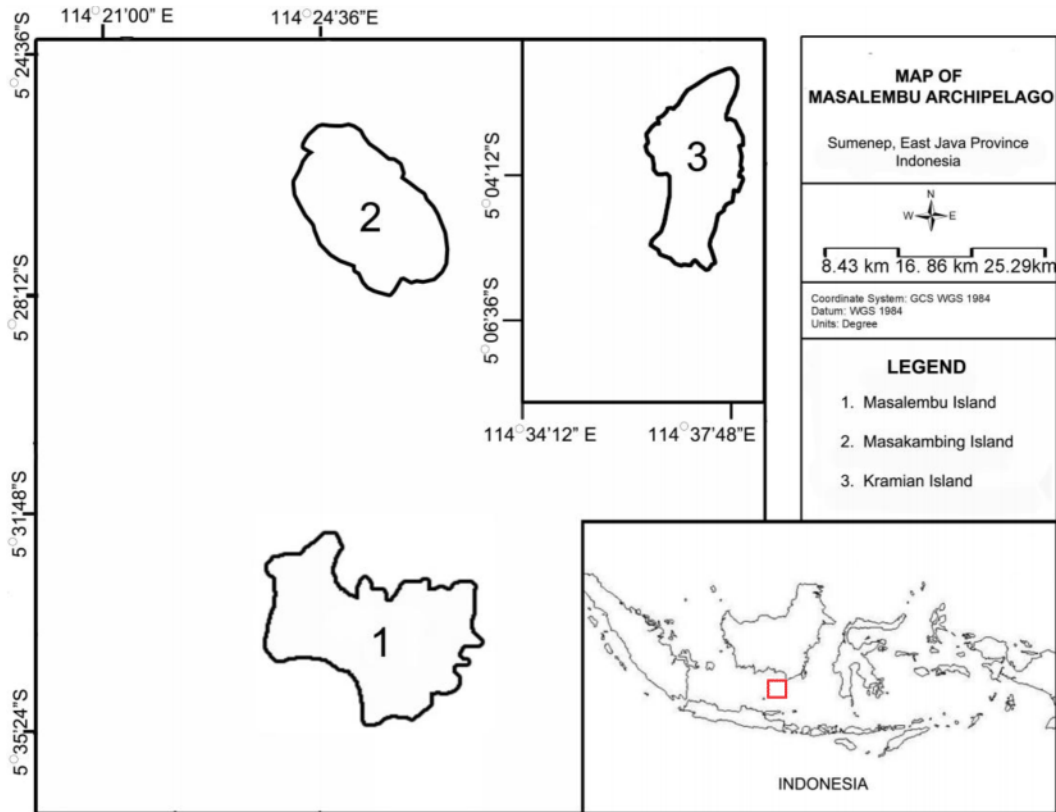 114°21'00" E
114°24'36" E
5°24'36"S
5°28'12"S
5°31'48"S
5°35'24"S
2
1
3
5°04'12"S
5°06'36"S
114°34'12" E
114°37'48" E
MAP OF
MASALEMBU ARCHIPELAGO
Sumenep, East Java Province
Indonesia
N
W E
S
8.43 km 16. 86 km 25.29km
Coordinate System: GCS WGS 1984
Datum: WGS 1984
Units: Degree
LEGEND
1. Masalembu Island
2. Masakambing Island
3. Kramian Island
INDONESIA